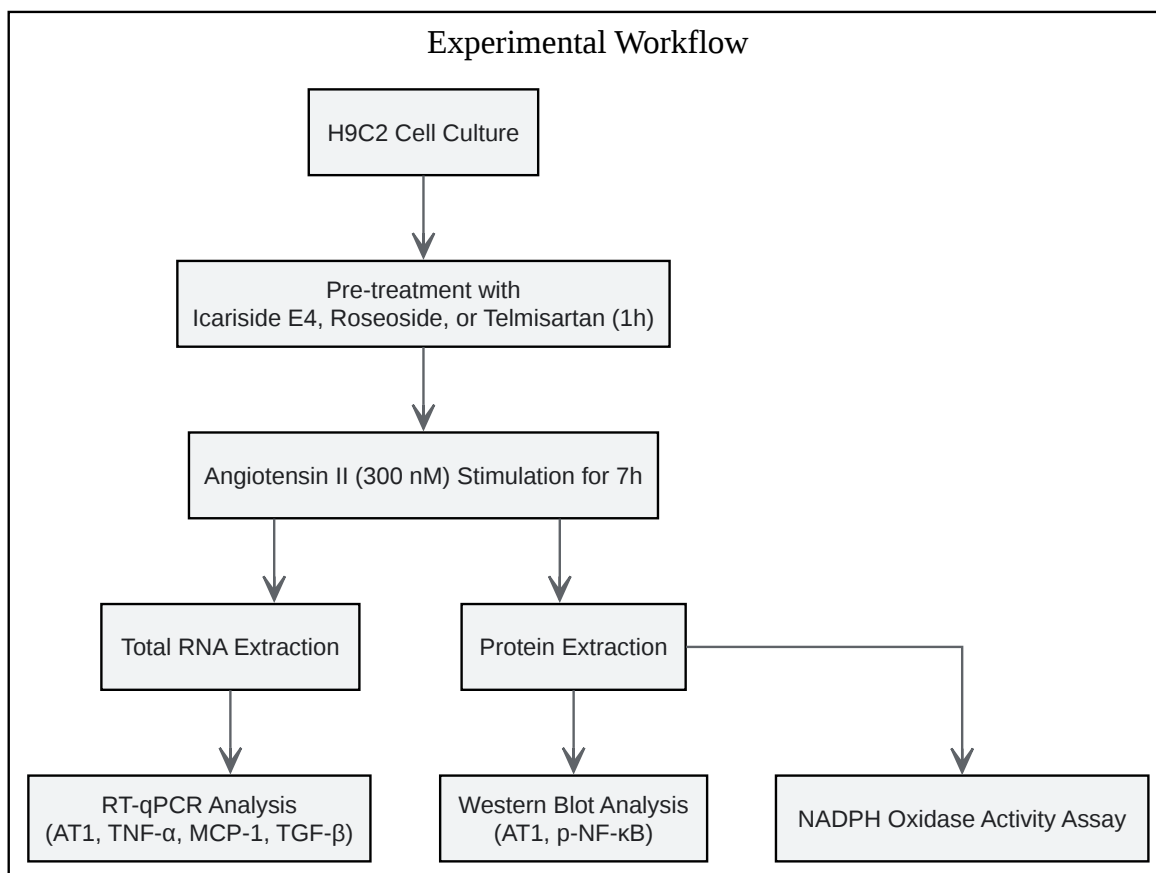 Experimental Workflow
H9C2 Cell Culture
Pre-treatment with
Icariside E4, Roseoside, or Telmisartan (1h)
Angiotensin II (300 nM) Stimulation for 7h
Total RNA Extraction
Protein Extraction
RT-qPCR Analysis
(AT1, TNF-α, MCP-1, TGF-β)
Western Blot Analysis
(AT1, p-NF-κB)
NADPH Oxidase Activity Assay